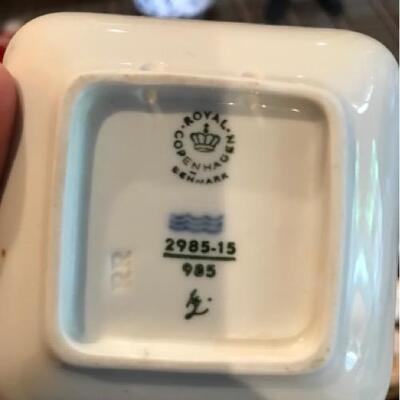 ROYAL
COPENHAGEN
DENMARK
2985-15
985